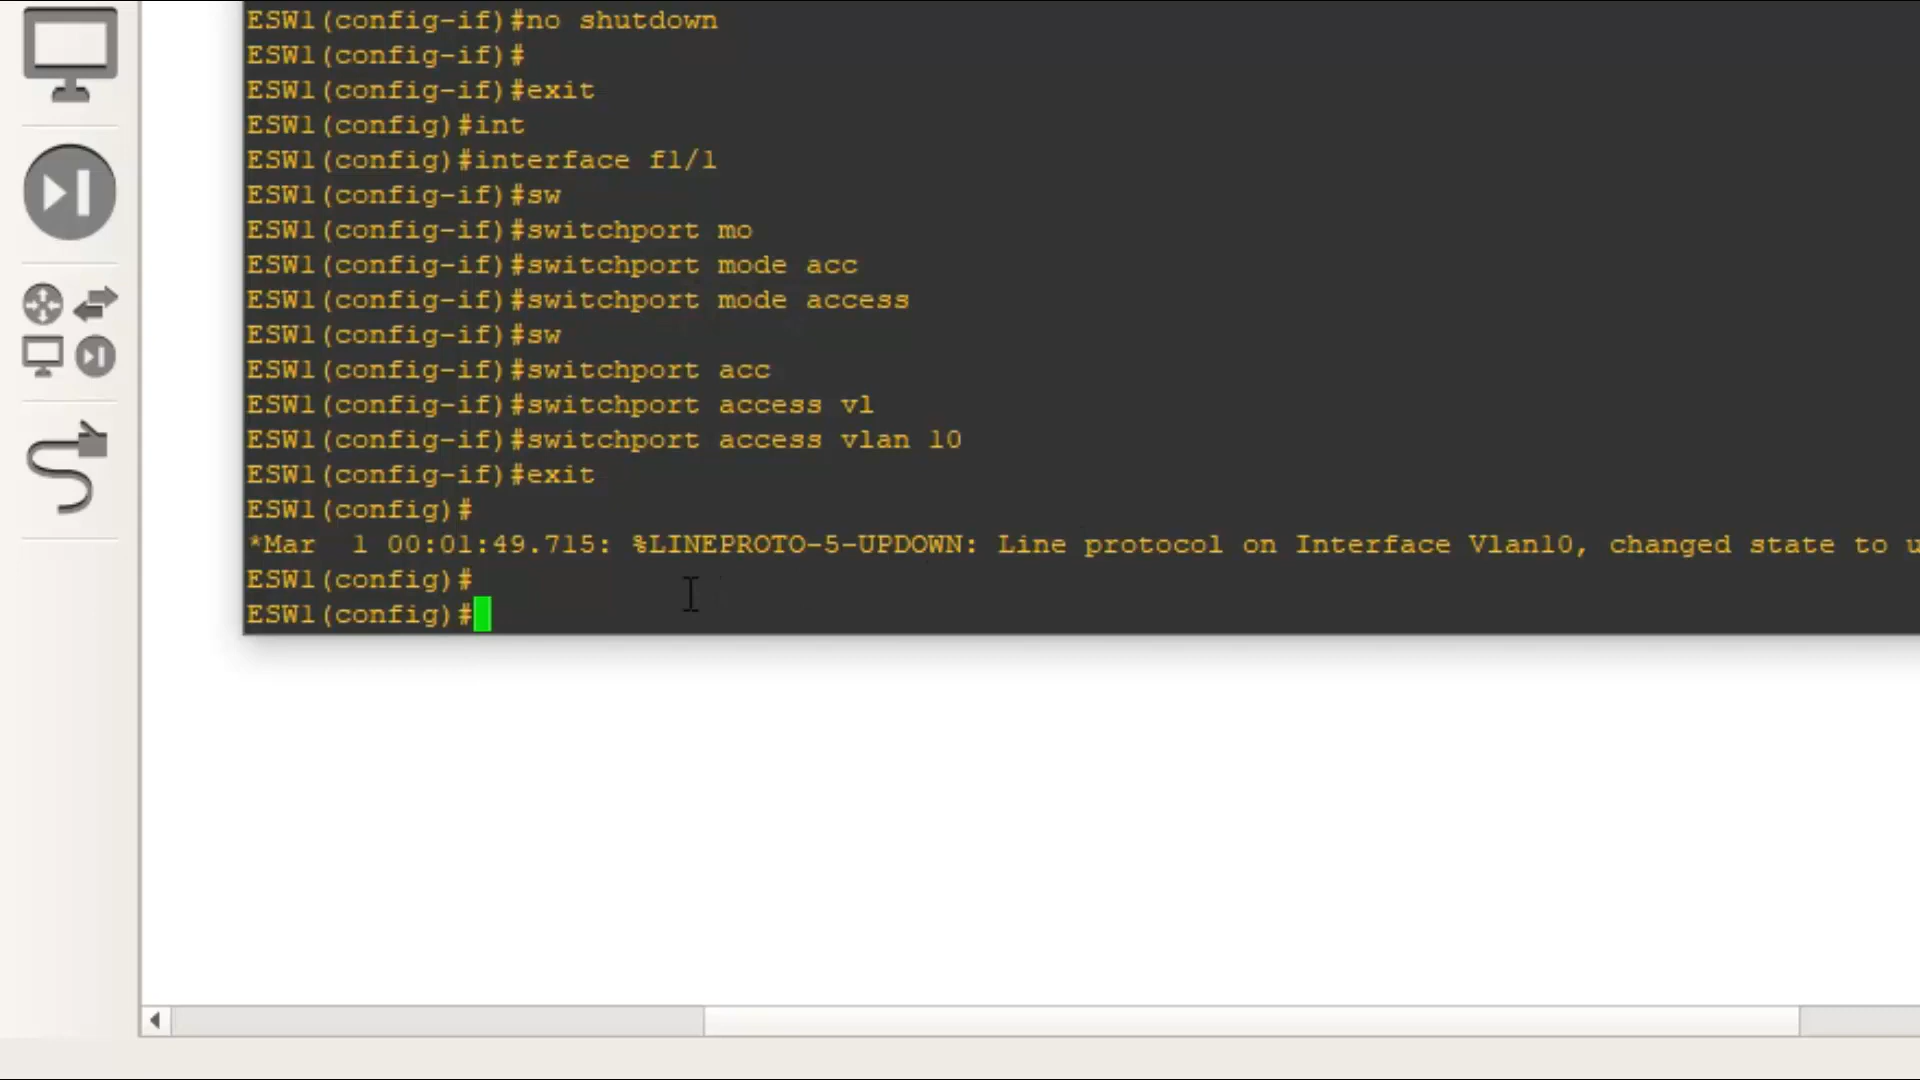 ESW1(config-if)#no shutdown
ESW1(config-if)#
ESW1(config-if)#exit
ESW1(config)#int
ESW1(config)#interface f1/1
ESW1(config-if)#sw
ESW1(config-if)#switchport mo
ESW1(config-if)#switchport mode acc
ESW1(config-if)#switchport mode access
ESW1(config-if)#sw
ESW1(config-if)#switchport acc
ESW1(config-if)#switchport access vl
ESW1(config-if)#switchport access vlan 10
ESW1(config-if)#exit
ESW1(config)#
*Mar  1 00:01:49.715: %LINEPROTO-5-UPDOWN: Line protocol on Interface Vlan10, changed state to u
ESW1(config)#
ESW1(config)#